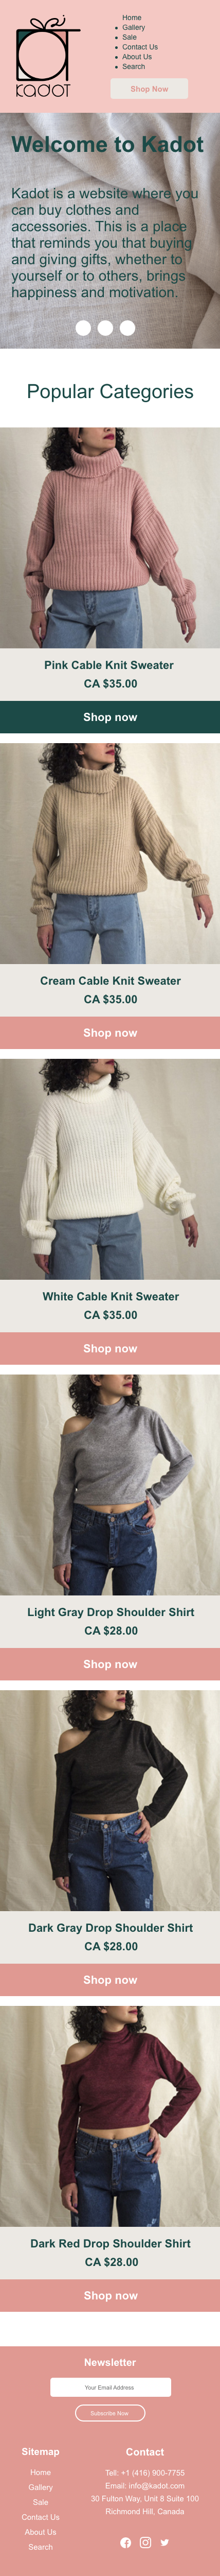 Kadot
Home
Gallery
Sale
Contact Us
About Us
Search
Shop Now
Welcome to Kadot
Kadot is a website where you
can buy clothes and
accessories. This is a place
that reminds you that buying
and giving gifts, whether to
yourself or to others, brings
happiness and motivation.
Popular Categories
Pink Cable Knit Sweater
CA $35.00
Shop now
Cream Cable Knit Sweater
CA $35.00
Shop now
White Cable Knit Sweater
CA $35.00
Shop now
Light Gray Drop Shoulder Shirt
CA $28.00
Shop now
Dark Gray Drop Shoulder Shirt
CA $28.00
Shop now
Dark Red Drop Shoulder Shirt
CA $28.00
Shop now
Newsletter
Your Email Address
Subscribe Now
Sitemap
Home
Gallery
Sale
Contact Us
About Us
Search
Contact
Tell: +1 (416) 900-7755
Email: info@kadot.com
30 Fulton Way, Unit 8 Suite 100
Richmond Hill, Canada